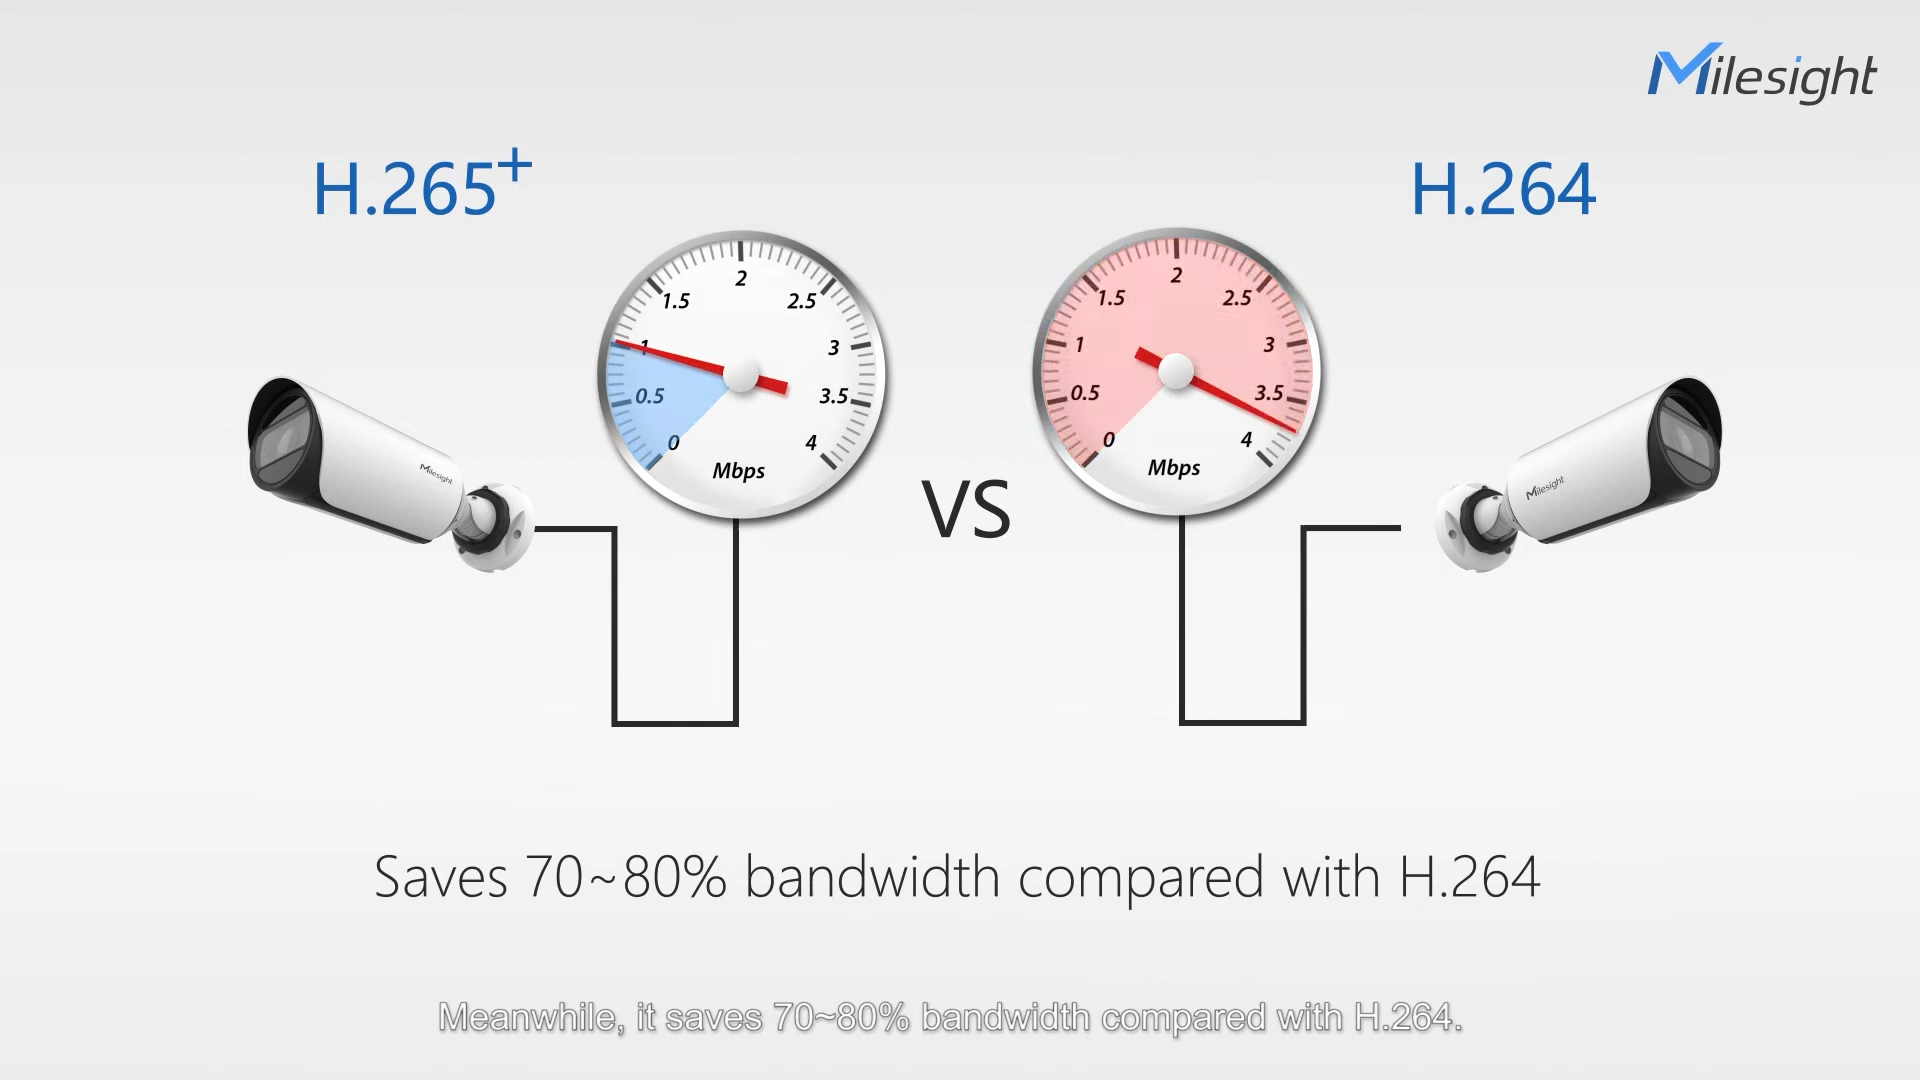 Milesight
H.265+
H.264
2
1.5
2.5
1
3
0.5
3.5
0
4
Mbps
2
1.5
2.5
1
3
0.5
3.5
0
4
Mbps
Milesight
VS
Milesight
Saves 70~80% bandwidth compared with H.264
Meanwhile, it saves 70~80% bandwidth compared with H.264.